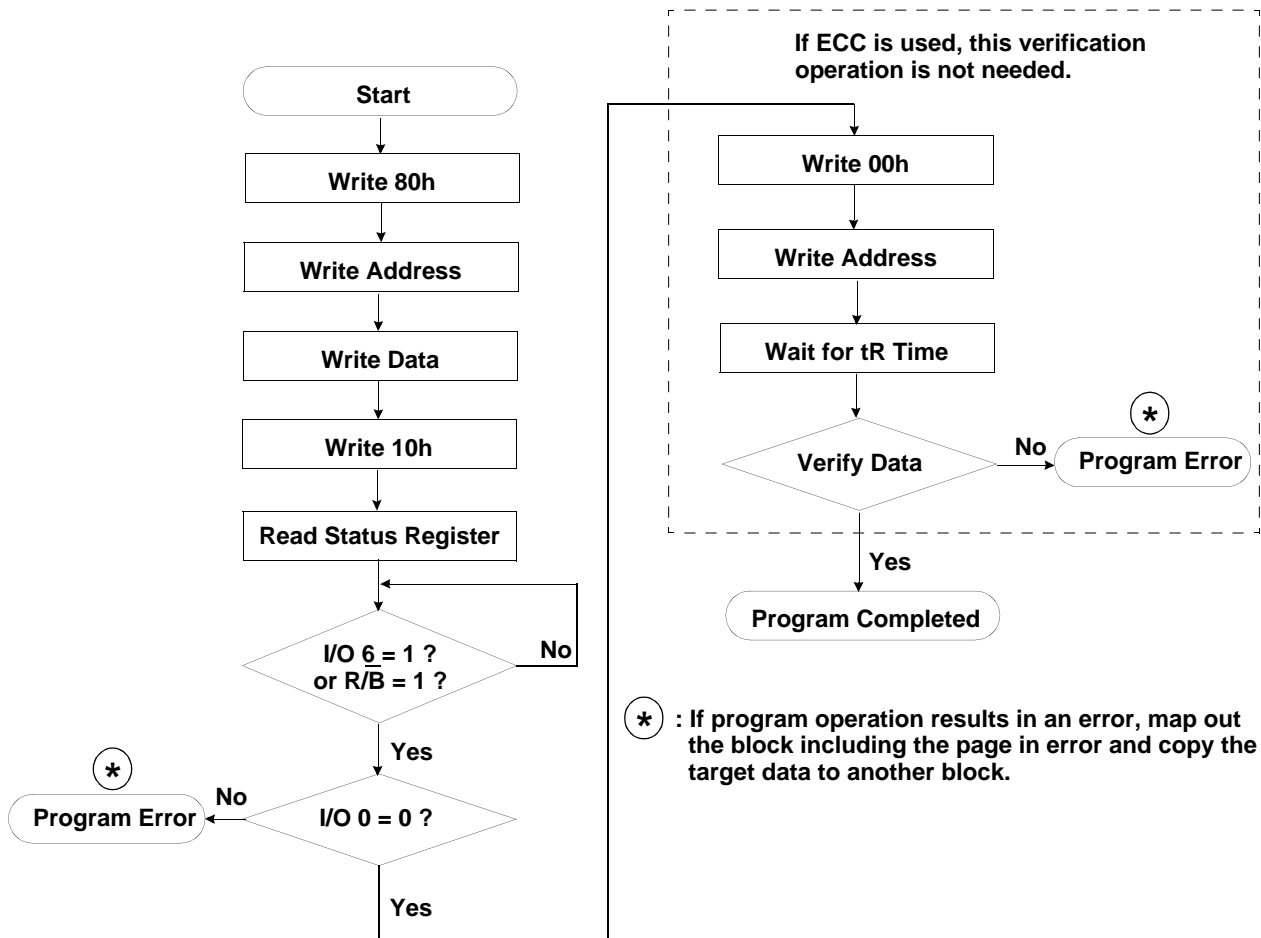 Start
Write 80h
Write Address
Write Data
Write 10h
Read Status Register
I/O 6 = 1 ?
or R/B̅ = 1 ?
No
Yes
*
No
Program Error
I/O 0 = 0 ?
Yes
If ECC is used, this verification
operation is not needed.
Write 00h
Write Address
Wait for tR Time
Verify Data
No
*
Program Error
Yes
Program Completed
* : If program operation results in an error, map out
the block including the page in error and copy the
target data to another block.